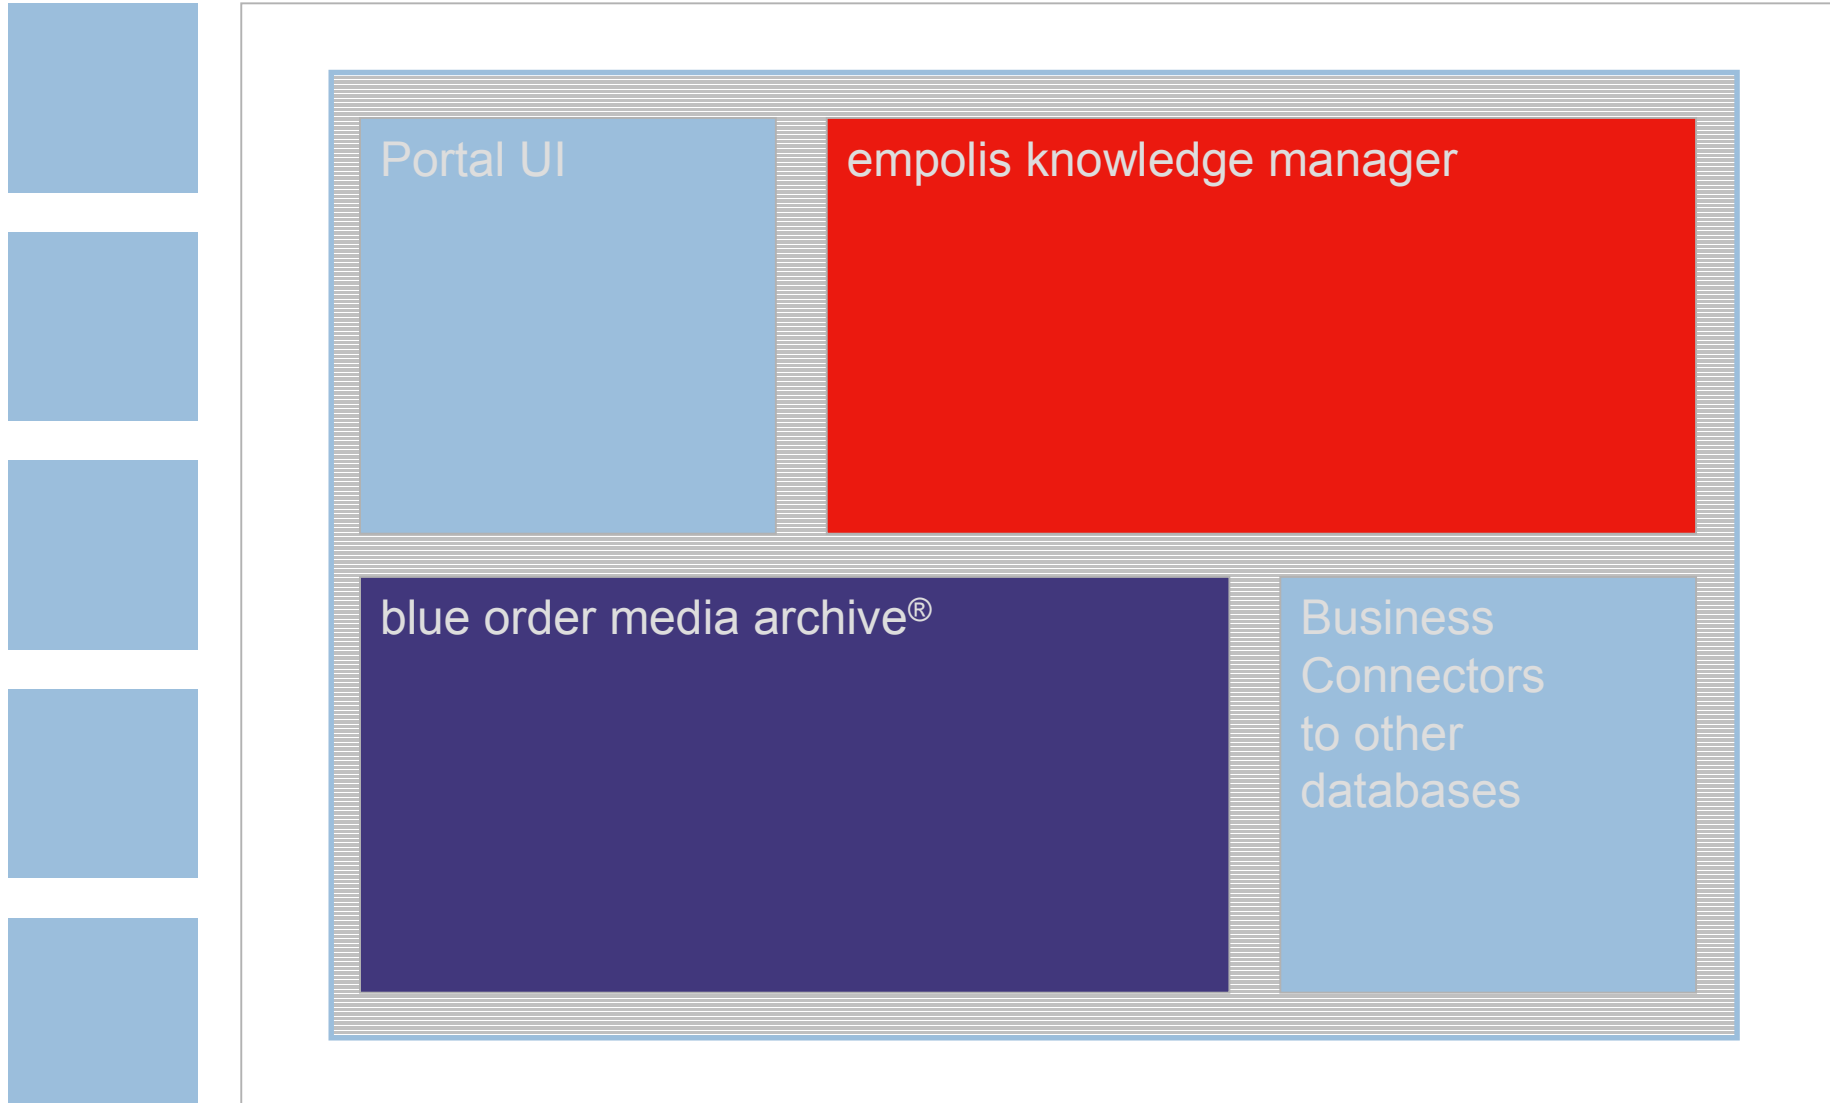 Portal UI
empolis knowledge manager
blue order media archive®
Business
Connectors
to other
databases